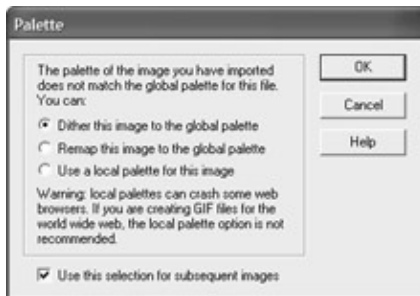 Palette
The palette of the image you have imported
does not match the global palette for this file.
You can:
Dither this image to the global palette
Remap this image to the global palette
Use a local palette for this image
Warning: local palettes can crash some web
browsers. If you are creating GIF files for the
world wide web, the local palette option is not
recommended.
Use this selection for subsequent images
OK
Cancel
Help